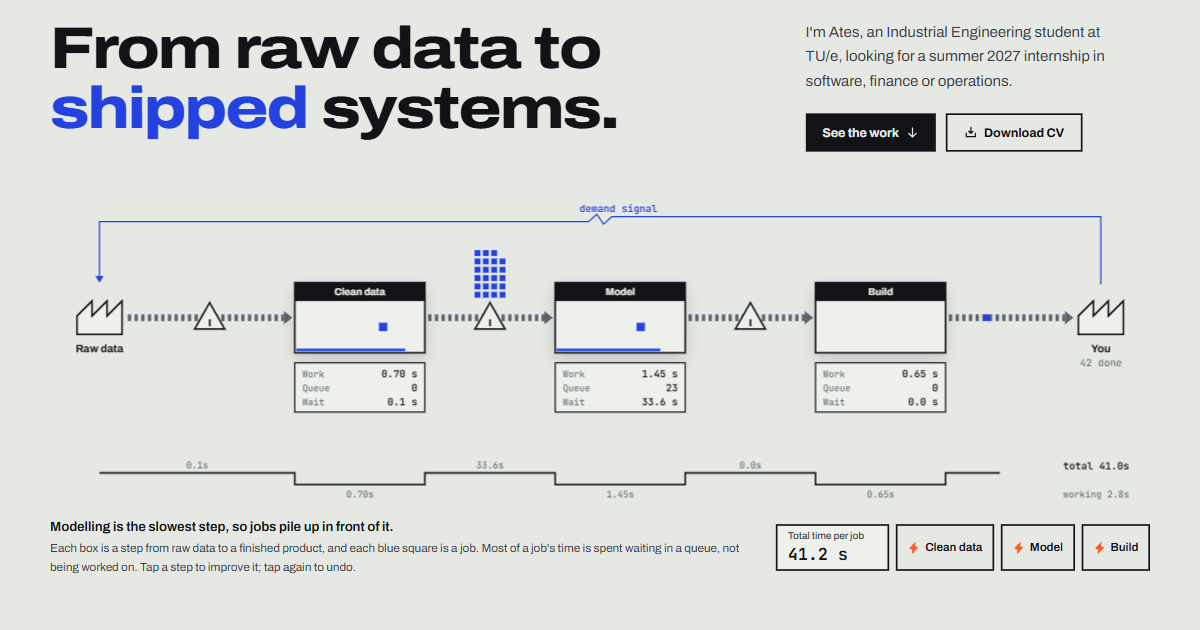 From raw data to
shipped systems.
I'm Ates, an Industrial Engineering student at
TU/e, looking for a summer 2027 internship in
software, finance or operations.
See the work
Download CV
demand signal
Raw data
Clean data
Work 0.70 s
Queue 0
Wait 0.1 s
Model
Work 1.45 s
Queue 23
Wait 33.6 s
Build
Work 0.65 s
Queue 0
Wait 0.0 s
You
42 done
0.1s
33.6s
0.0s
total 41.0s
0.70s
1.45s
0.65s
working 2.8s
Modelling is the slowest step, so jobs pile up in front of it.
Each box is a step from raw data to a finished product, and each blue square is a job. Most of a job's time is spent waiting in a queue, not
being worked on. Tap a step to improve it; tap again to undo.
Total time per job
41.2 s
Clean data
Model
Build